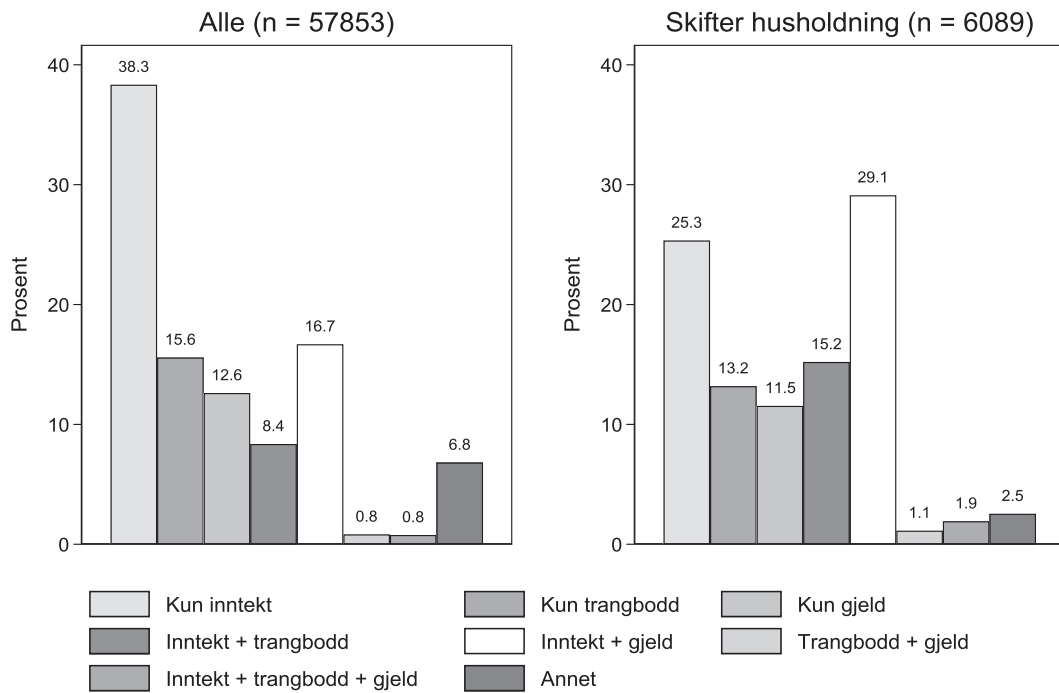 Alle (n = 57853)
Prosent
40
30
20
10
0
38.3
15.6
12.6
8.4
16.7
0.8
0.8
6.8
Skifter husholdning (n = 6089)
Prosent
40
30
20
10
0
25.3
13.2
11.5
15.2
29.1
1.1
1.9
2.5
Kun inntekt
Kun trangbodd
Kun gjeld
Inntekt + trangbodd
Inntekt + gjeld
Trangbodd + gjeld
Inntekt + trangbodd + gjeld
Annet